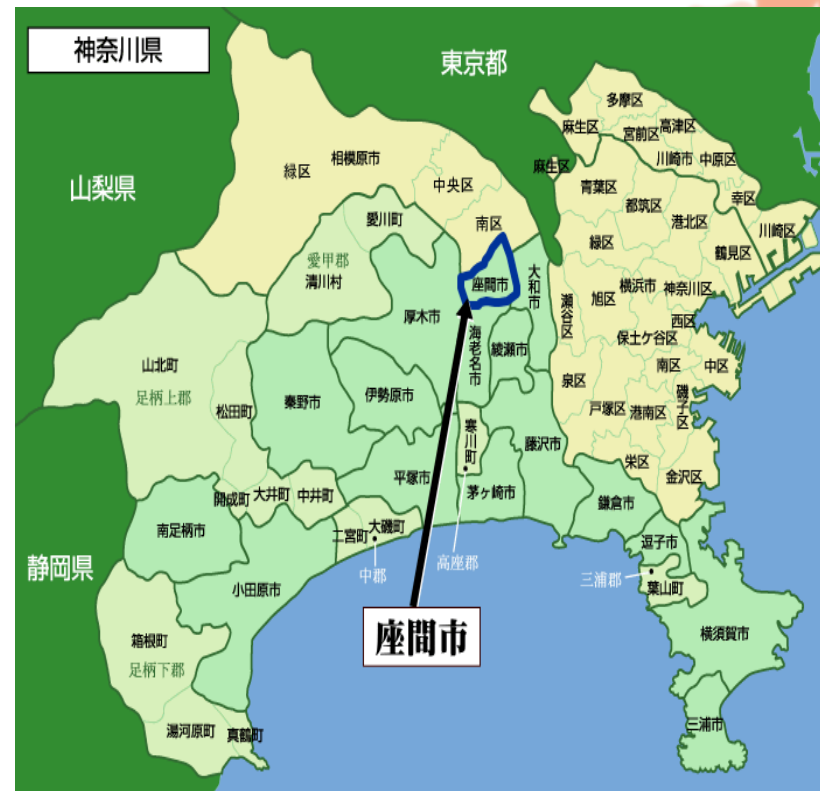 神奈川県
東京都
山梨県
静岡県
多摩区
麻生区
宮前区
高津区
川崎市
中原区
麻生区
幸区
川崎区
青葉区
都筑区
港北区
鶴見区
緑区
横浜市
神奈川区
旭区
瀬谷区
西区
保土ケ谷区
南区
中区
磯子区
泉区
戸塚区
港南区
栄区
金沢区
緑区
相模原市
中央区
南区
愛川町
愛甲郡
清川村
座間市
大和市
厚木市
海老名市
綾瀬市
山北町
足柄上郡
松田町
秦野市
伊勢原市
寒川町
藤沢市
平塚市
茅ヶ崎市
鎌倉市
開成町
大井町
中井町
南足柄市
二宮町
大磯町
中郡
高座郡
逗子市
三浦郡
葉山町
小田原市
座間市
横須賀市
箱根町
足柄下郡
湯河原町
真鶴町
三浦市